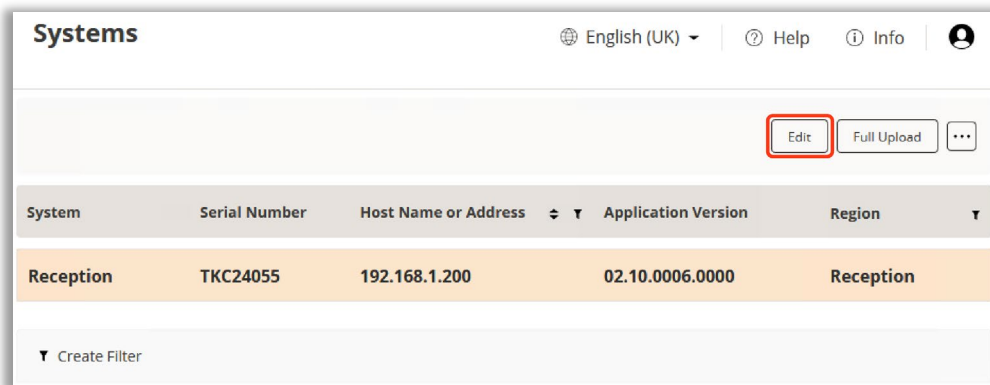 Systems
English (UK)
Help
Info
Edit
Full Upload
...
System Serial Number Host Name or Address Application Version Region
Reception TKC24055 192.168.1.200 02.10.0006.0000 Reception
Create Filter